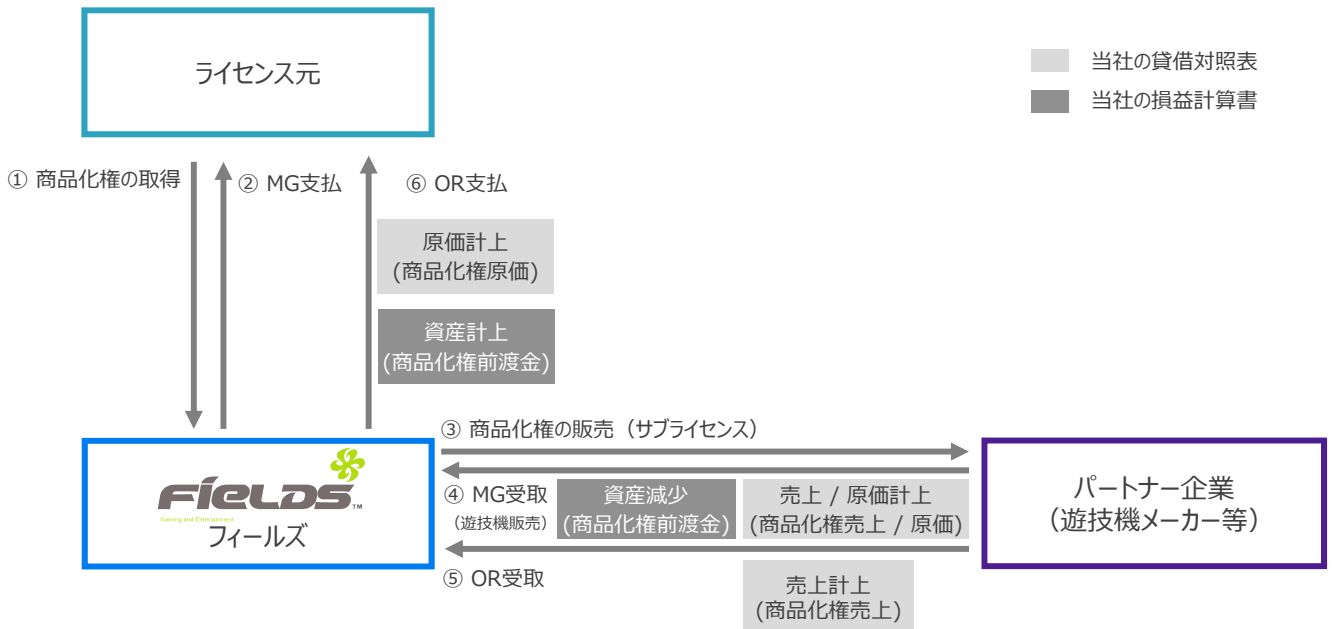 ライセンス元
当社の貸借対照表
当社の損益計算書
① 商品化権の取得
② MG支払
⑥ OR支払
原価計上
(商品化権原価)
資産計上
(商品化権前渡金)
③ 商品化権の販売（サブライセンス）
FIELDS™
Gaming and Entertainment
フィールズ
④ MG受取
（遊技機販売）
資産減少
(商品化権前渡金)
売上 / 原価計上
(商品化権売上 / 原価)
パートナー企業
（遊技機メーカー等）
⑤ OR受取
売上計上
(商品化権売上)